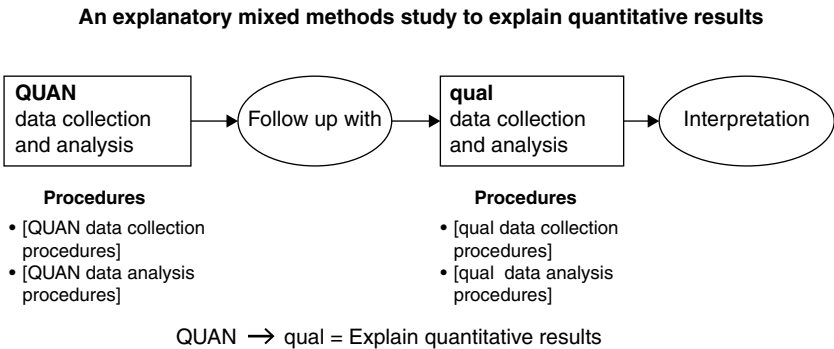 An explanatory mixed methods study to explain quantitative results
QUAN
data collection
and analysis
Follow up with
qual
data collection
and analysis
Interpretation
Procedures
• [QUAN data collection
procedures]
• [QUAN data analysis
procedures]
Procedures
• [qual data collection
procedures]
• [qual data analysis
procedures]
QUAN → qual = Explain quantitative results